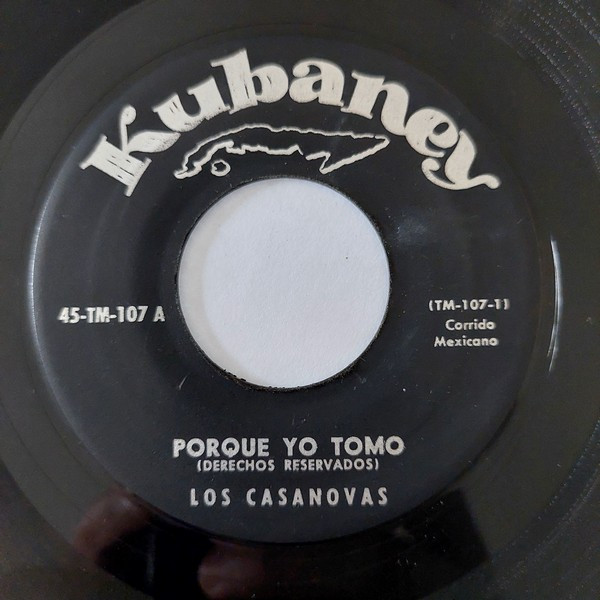 Kubaney
45-TM-107 A
(TM-107-1)
Corrido
Mexicano
PORQUE YO TOMO
(DERECHOS RESERVADOS)
LOS CASANOVAS